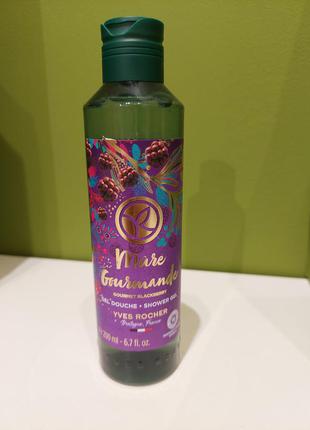 Mûre
Gourmande
GOURMET BLACKBERRY
GEL DOUCHE • SHOWER GEL
YVES ROCHER
Bretagne, France
200 ml - 6.7 fl. oz.